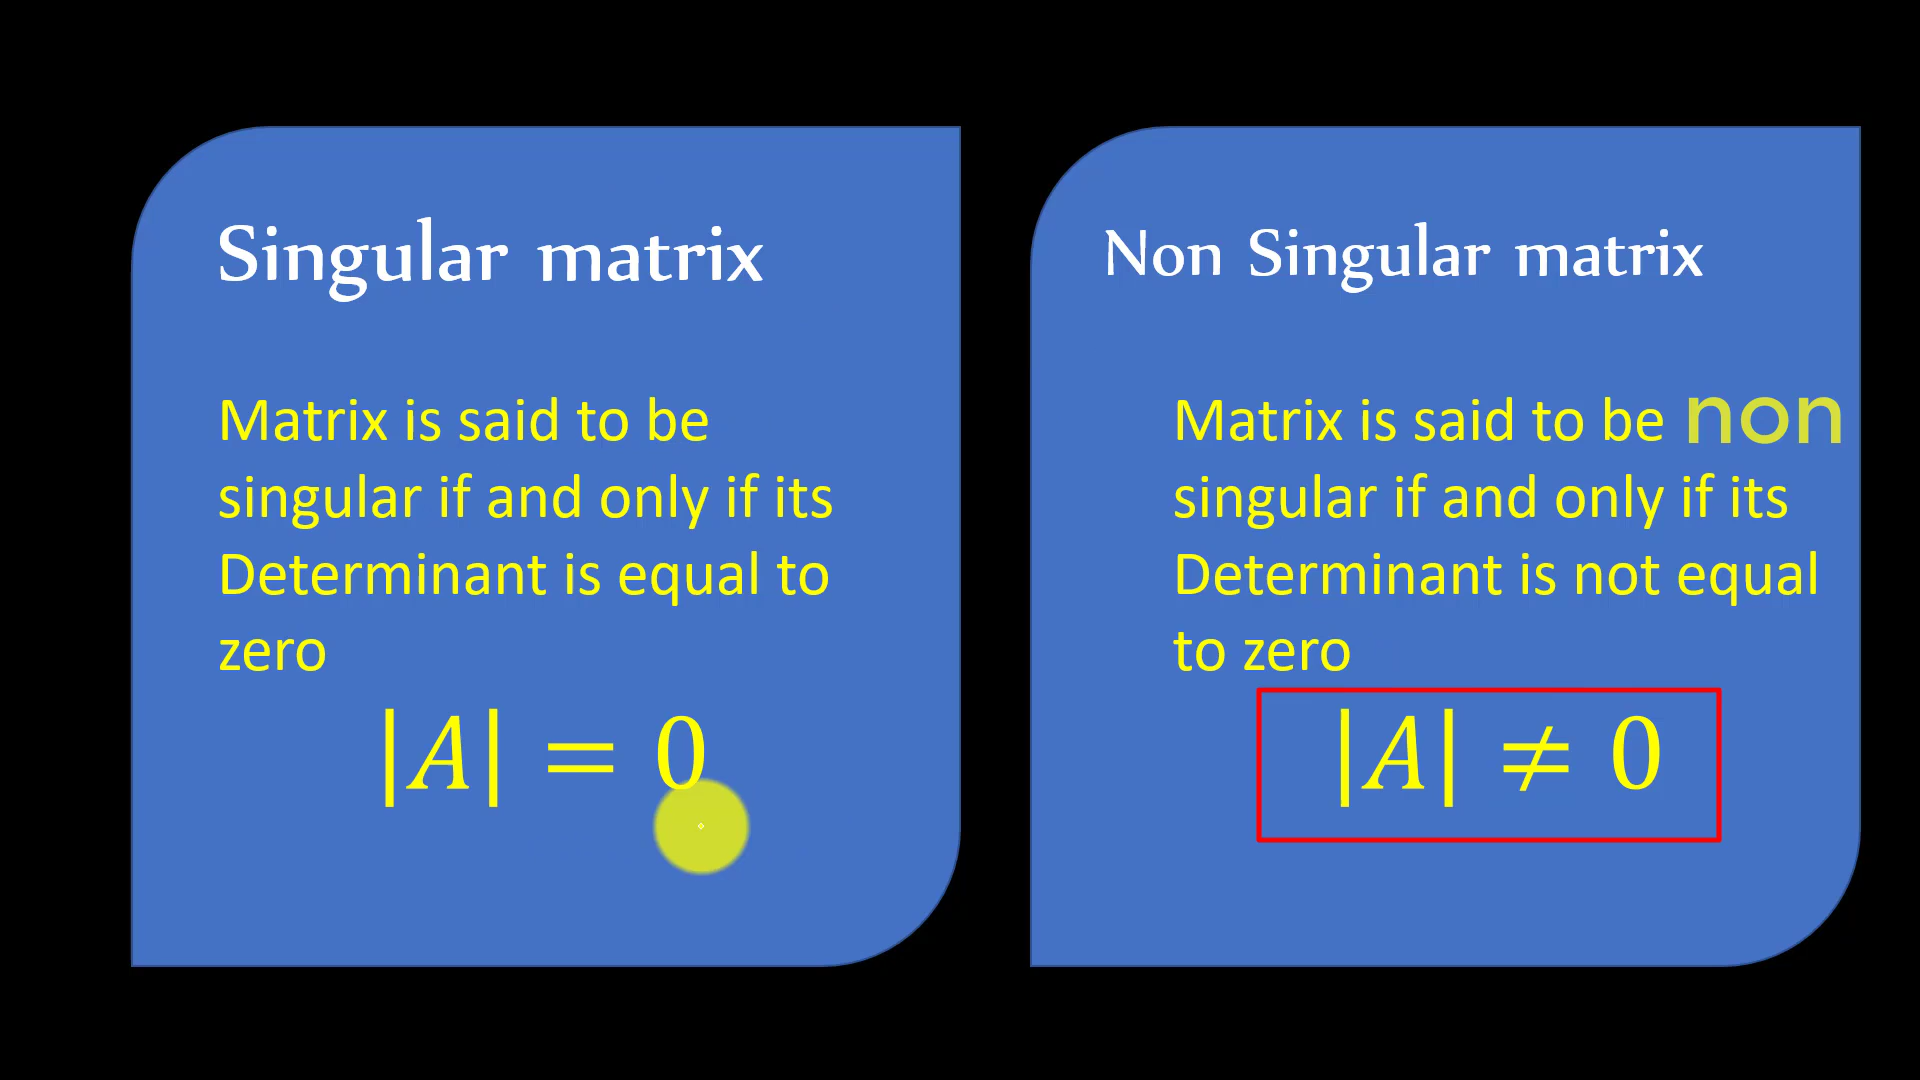 Singular matrix
Matrix is said to be
singular if and only if its
Determinant is equal to
zero
|A| = 0
Non Singular matrix
Matrix is said to be non
singular if and only if its
Determinant is not equal
to zero
|A| ≠ 0